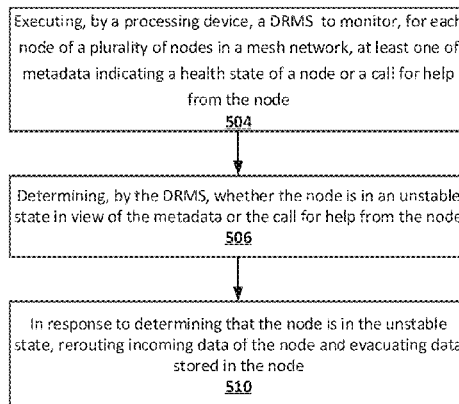 Executing, by a processing device, a DRMS to monitor, for each
node of a plurality of nodes in a mesh network, at least one of
metadata indicating a health state of a node or a call for help
from the node
504
Determining, by the DRMS, whether the node is in an unstable
state in view of the metadata or the call for help from the node
506
In response to determining that the node is in the unstable
state, rerouting incoming data of the node and evacuating data
stored in the node
510